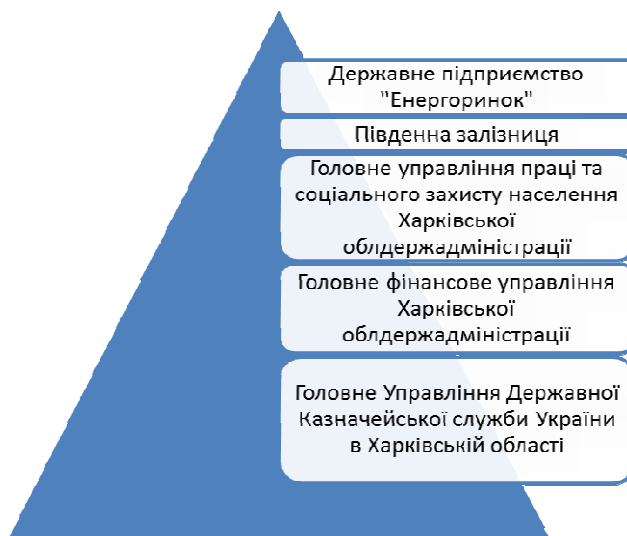 Державне підприємство
"Енергоринок"
Південна залізниця
Головне управління праці та
соціального захисту населення
Харківської
облдержадміністрації
Головне фінансове управління
Харківської
облдержадміністрації
Головне Управління Державної
Казначейської служби України
в Харківській області